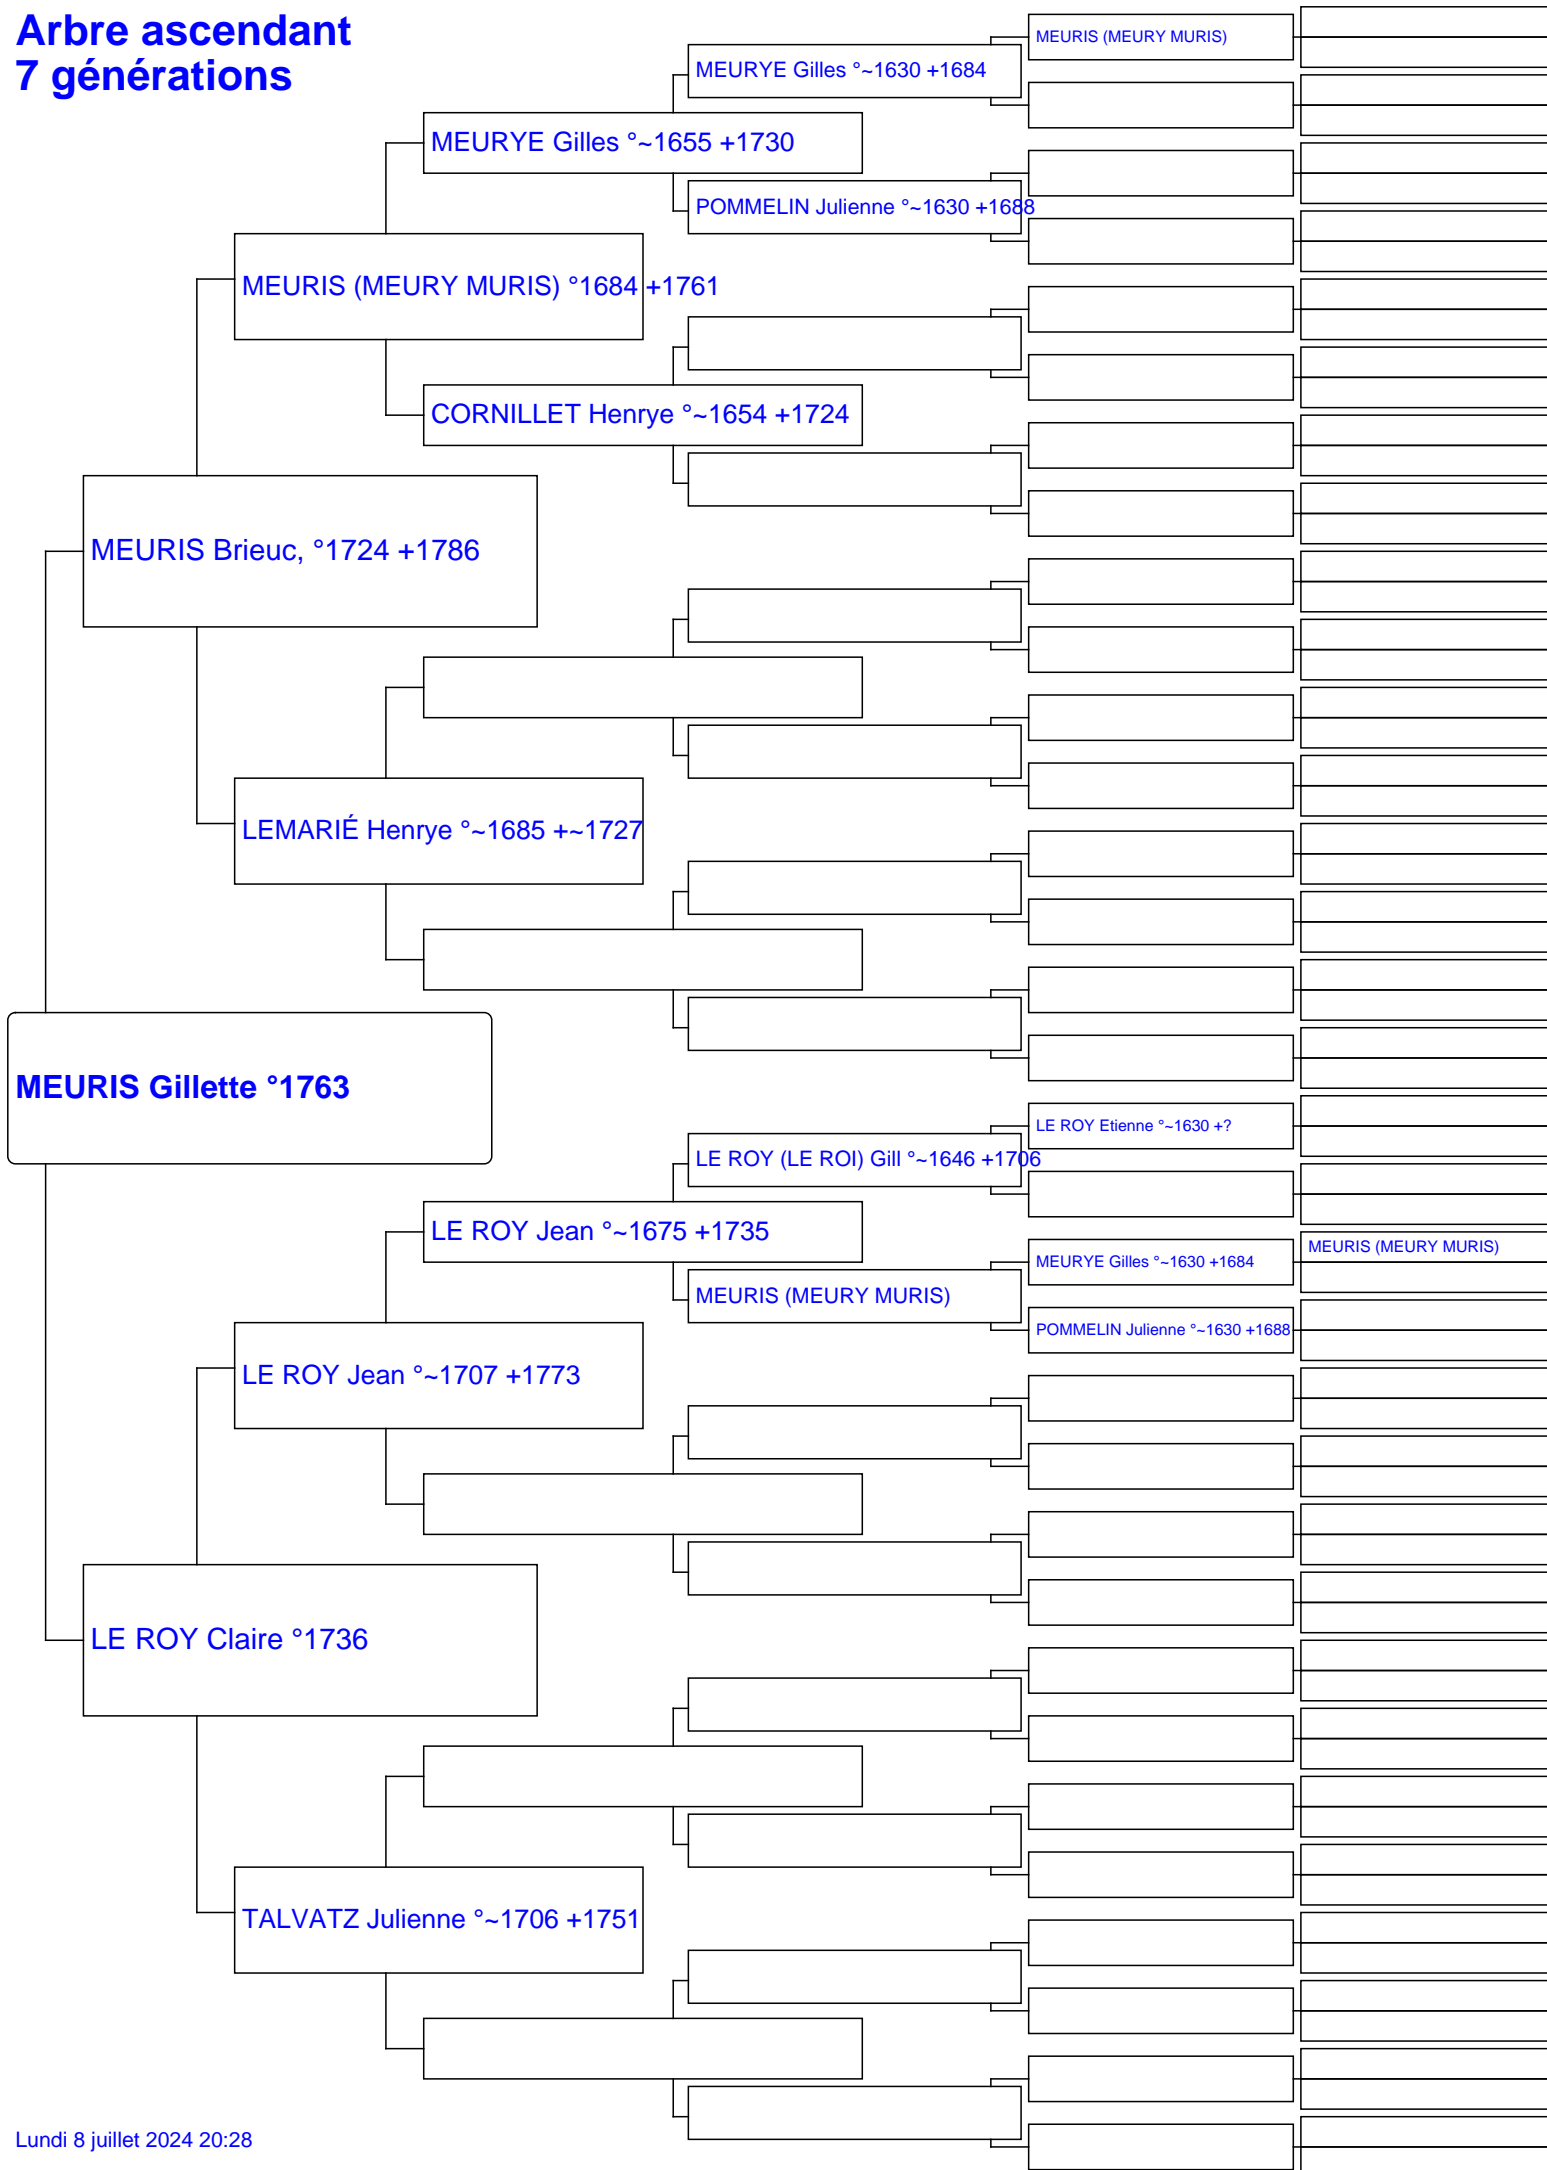 Arbre ascendant
7 générations
MEURIS (MEURY MURIS)
MEURYE Gilles °~1630 +1684
MEURYE Gilles °~1655 +1730
POMMELIN Julienne °~1630 +1688
MEURIS (MEURY MURIS) °1684 +1761
CORNILLET Henrye °~1654 +1724
MEURIS Brieuc, °1724 +1786
LEMARIÉ Henrye °~1685 +~1727
MEURIS Gillette °1763
LE ROY Etienne °~1630 +?
LE ROY (LE ROI) Gill °~1646 +1706
LE ROY Jean °~1675 +1735
MEURIS (MEURY MURIS)
MEURYE Gilles °~1630 +1684
MEURIS (MEURY MURIS)
POMMELIN Julienne °~1630 +1688
LE ROY Jean °~1707 +1773
LE ROY Claire °1736
TALVATZ Julienne °~1706 +1751
Lundi 8 juillet 2024 20:28